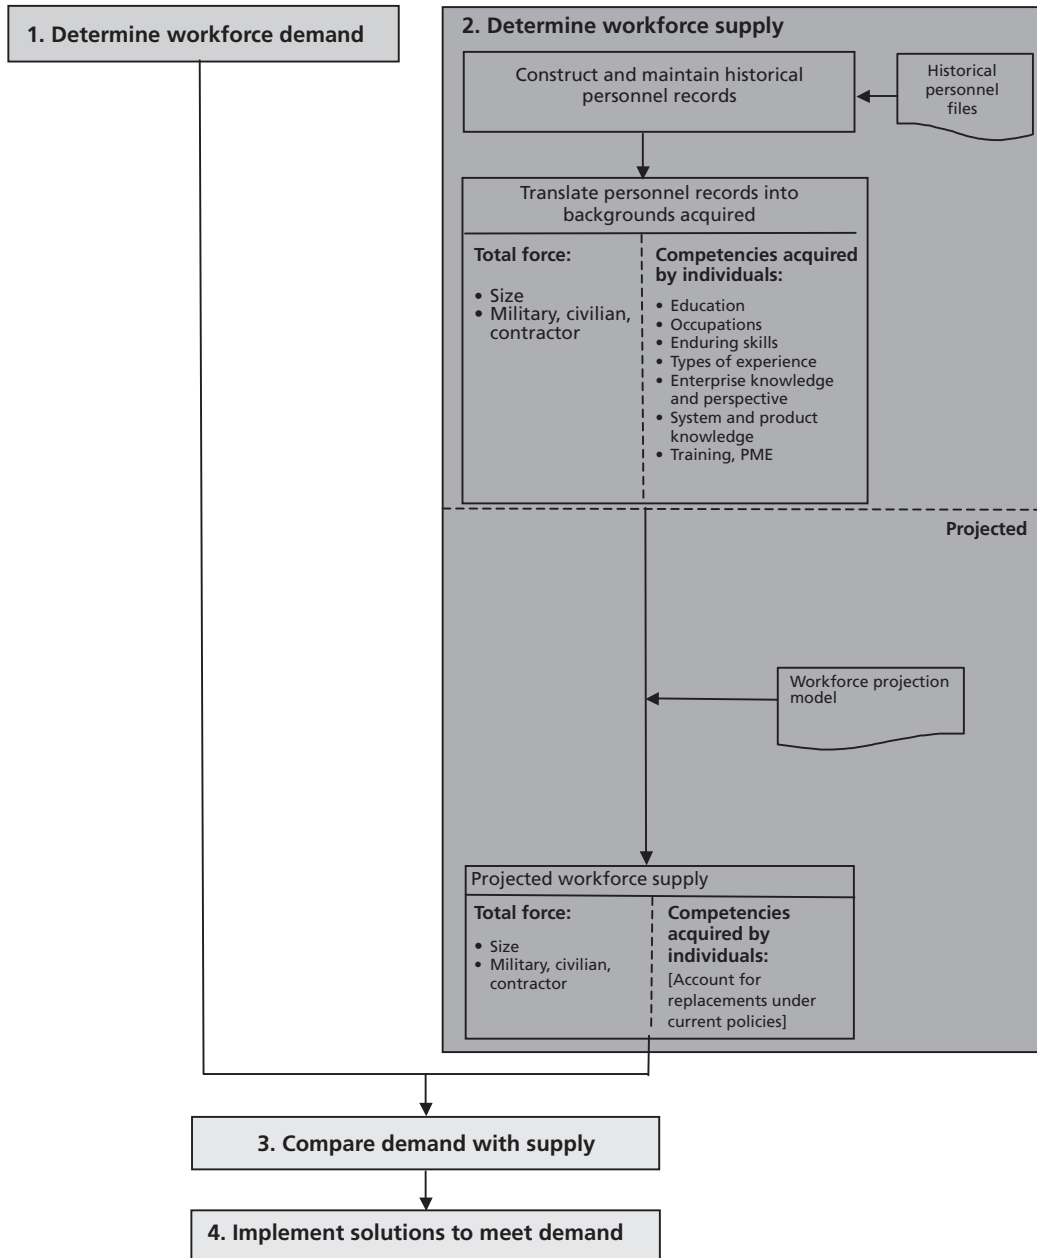 1. Determine workforce demand
2. Determine workforce supply
Construct and maintain historical
personnel records
Historical
personnel
files
Translate personnel records into
backgrounds acquired
Total force:
• Size
• Military, civilian,
contractor
Competencies acquired
by individuals:
• Education
• Occupations
• Enduring skills
• Types of experience
• Enterprise knowledge
and perspective
• System and product
knowledge
• Training, PME
Projected
Workforce projection
model
Projected workforce supply
Total force:
• Size
• Military, civilian,
contractor
Competencies
acquired by
individuals:
[Account for
replacements under
current policies]
3. Compare demand with supply
4. Implement solutions to meet demand